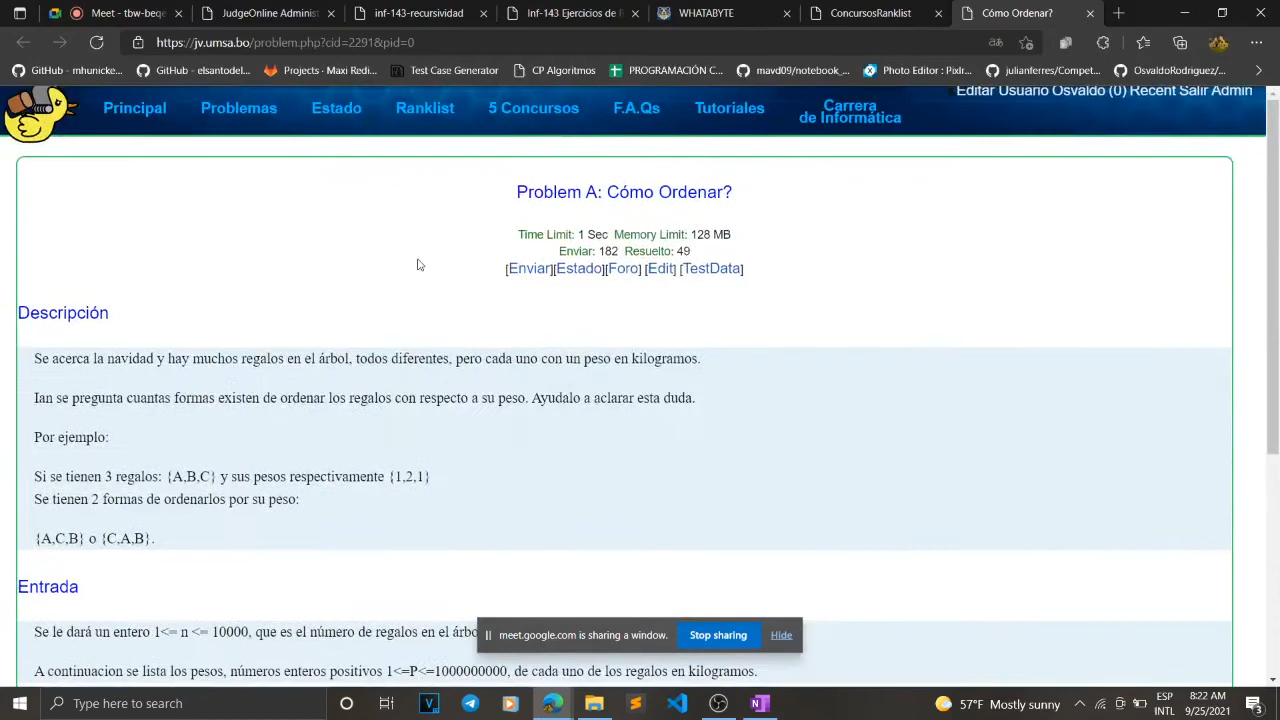 Meet - tbw-beqe
JudgeOnline Administ
inf-143-recursividad
Inf-143 Ejercicios de B
WHATABYTE
ConcursosRanklist
Cómo Ordenar?
https://jv.umsa.bo/problem.php?cid=2291&pid=0
GitHub - mhunicke...
GitHub - elsantodel...
Projects · Maxi Redi...
Test Case Generator
CP Algoritmos
PROGRAMACIÓN C...
mavd09/notebook_...
Photo Editor : Pixlr...
julianferres/Compet...
OsvaldoRodriguez/...
Editar Usuario Osvaldo (0) Recent Salir Admin
Principal
Problemas
Estado
Ranklist
5 Concursos
F.A.Qs
Tutoriales
Carrera
de Informática
Problem A: Cómo Ordenar?
Time Limit: 1 Sec Memory Limit: 128 MB
Enviar: 182 Resuelto: 49
[Enviar][Estado][Foro] [Edit] [TestData]
Descripción
Se acerca la navidad y hay muchos regalos en el árbol, todos diferentes, pero cada uno con un peso en kilogramos.
Ian se pregunta cuantas formas existen de ordenar los regalos con respecto a su peso. Ayudalo a aclarar esta duda.
Por ejemplo:
Si se tienen 3 regalos: {A,B,C} y sus pesos respectivamente {1,2,1}
Se tienen 2 formas de ordenarlos por su peso:
{A,C,B} o {C,A,B}.
Entrada
Se le dará un entero 1<= n <= 10000, que es el número de regalos en el árbo
meet.google.com is sharing a window.
Stop sharing
Hide
A continuacion se lista los pesos, números enteros positivos 1<=P<=1000000000, de cada uno de los regalos en kilogramos.
Type here to search
57°F Mostly sunny
ESP
INTL
8:22 AM
9/25/2021
3